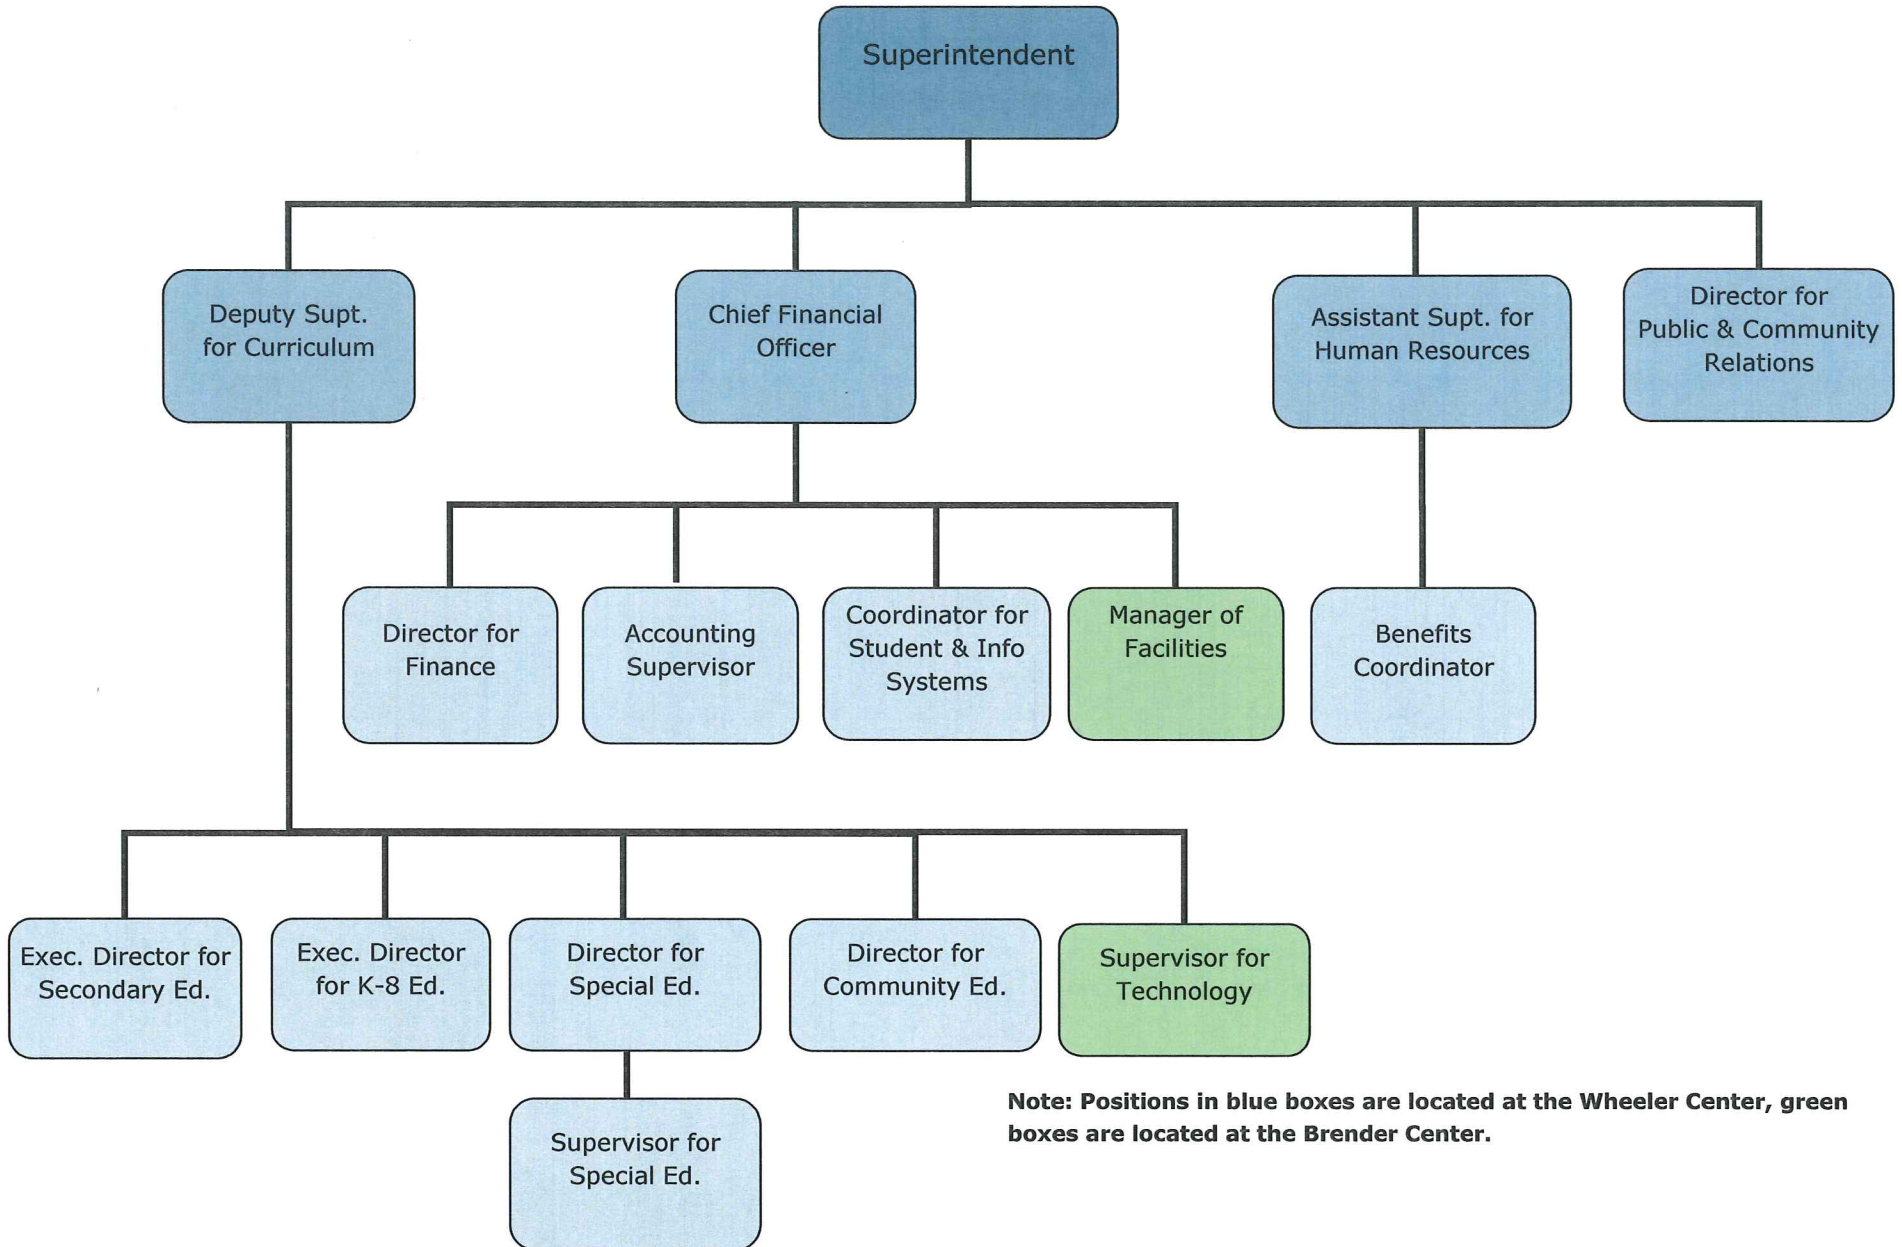 Superintendent
Deputy Supt.
for Curriculum
Chief Financial
Officer
Assistant Supt. for
Human Resources
Director for
Public & Community
Relations
Director for
Finance
Accounting
Supervisor
Coordinator for
Student & Info
Systems
Manager of
Facilities
Benefits
Coordinator
Exec. Director for
Secondary Ed.
Exec. Director
for K-8 Ed.
Director for
Special Ed.
Director for
Community Ed.
Supervisor for
Technology
Supervisor for
Special Ed.
Note: Positions in blue boxes are located at the Wheeler Center, green
boxes are located at the Brender Center.